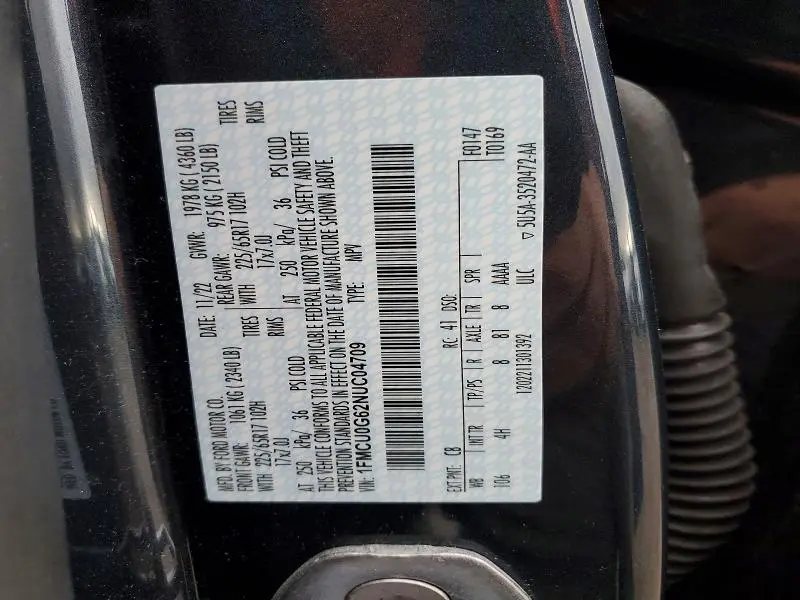 MFD. BY FORD MOTOR CO.
DATE: 11/22 GVWR: 1978 KG ( 4360 LB)
FRONT GAWR: 1061 KG ( 2340 LB) REAR GAWR: 975 KG ( 2150 LB)
WITH 225/65R17 102H TIRES WITH 225/65R17 102H TIRES
17x7.0J RIMS 17x7.0J RIMS
AT 250 kPa/ 36 PSI COLD AT 250 kPa/ 36 PSI COLD
THIS VEHICLE CONFORMS TO ALL APPLICABLE FEDERAL MOTOR VEHICLE SAFETY AND THEFT
PREVENTION STANDARDS IN EFFECT ON THE DATE OF MANUFACTURE SHOWN ABOVE.
VIN: 1FMCU0G62NUC04709 TYPE: MPV
F0147
EXT PNT: C8 RC: 41 DSO: T0169
WB INT TR TP/PS R AXLE TR SPR
106 4H 8 81 8 AAAA
1202211301392 ULC
▽ 5U5A-3520472-AA